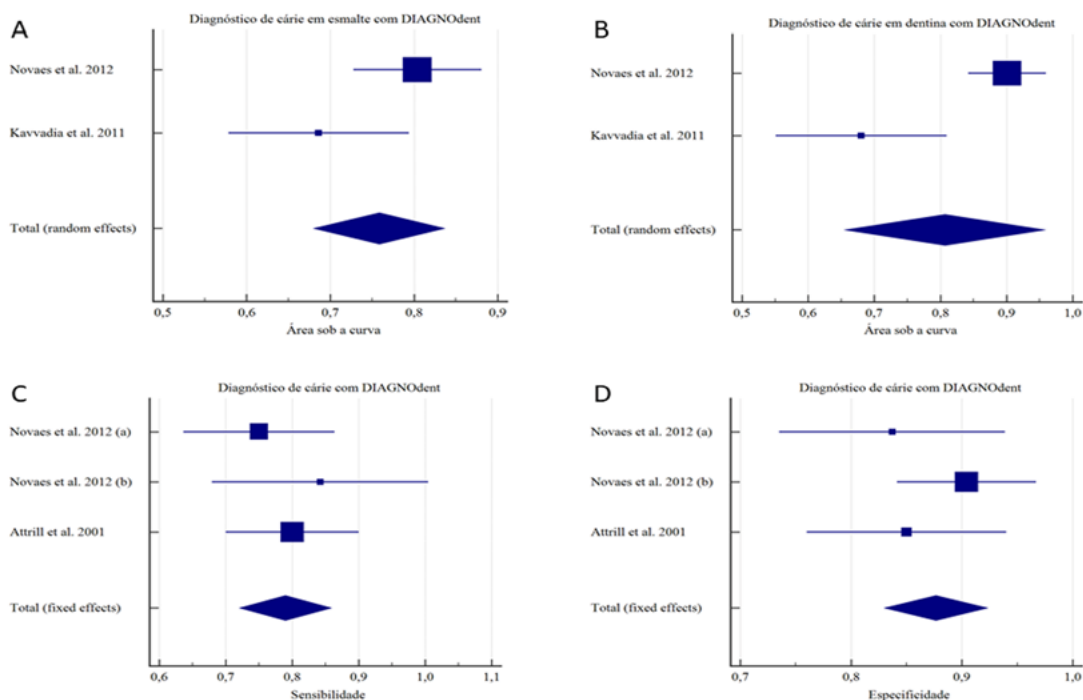 A
Diagnóstico de cárie em esmalte com DIAGNOdent
Novaes et al. 2012
Kavvadia et al. 2011
Total (random effects)
0,5 0,6 0,7 0,8 0,9
Área sob a curva
B
Diagnóstico de cárie em dentina com DIAGNOdent
Novaes et al. 2012
Kavvadia et al. 2011
Total (random effects)
0,5 0,6 0,7 0,8 0,9 1,0
Área sob a curva
C
Diagnóstico de cárie com DIAGNOdent
Novaes et al. 2012 (a)
Novaes et al. 2012 (b)
Attrill et al. 2001
Total (fixed effects)
0,6 0,7 0,8 0,9 1,0 1,1
Sensibilidade
D
Diagnóstico de cárie com DIAGNOdent
Novaes et al. 2012 (a)
Novaes et al. 2012 (b)
Attrill et al. 2001
Total (fixed effects)
0,7 0,8 0,9 1,0
Especificidade